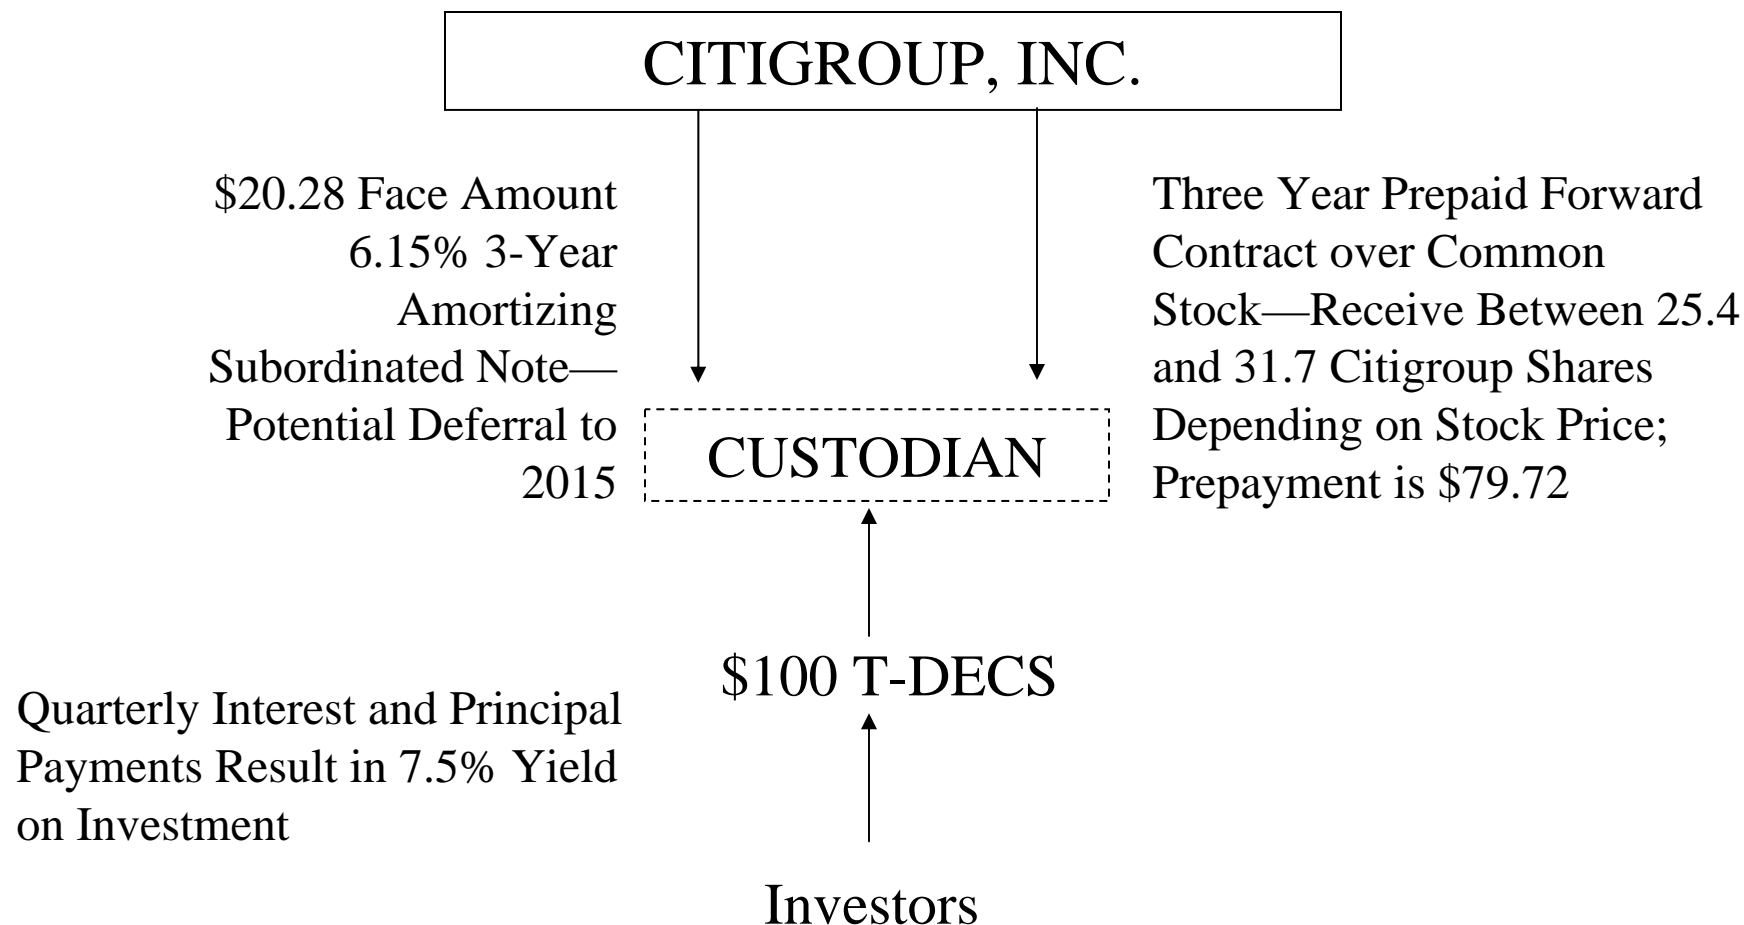 CITIGROUP, INC.
$20.28 Face Amount
6.15% 3-Year
Amortizing
Subordinated Note—
Potential Deferral to
2015
Three Year Prepaid Forward
Contract over Common
Stock—Receive Between 25.4
and 31.7 Citigroup Shares
Depending on Stock Price;
Prepayment is $79.72
CUSTODIAN
$100 T-DECS
Quarterly Interest and Principal
Payments Result in 7.5% Yield
on Investment
Investors